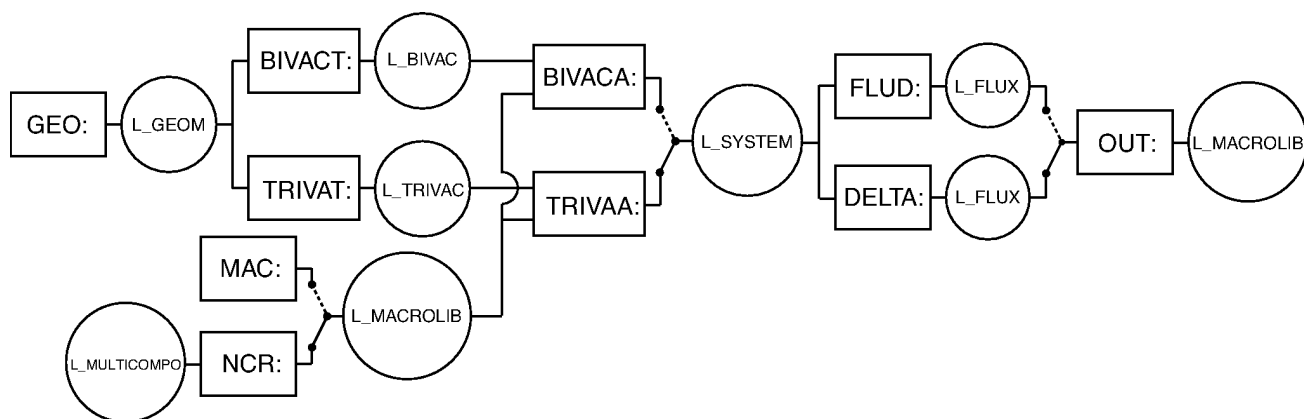 GEO:
L_GEOM
BIVACT:
L_BIVAC
BIVACA:
TRIVAT:
L_TRIVAC
TRIVAA:
MAC:
L_MACROLIB
L_MULTICOMPO
NCR:
L_SYSTEM
FLUD:
L_FLUX
DELTA:
L_FLUX
OUT:
L_MACROLIB